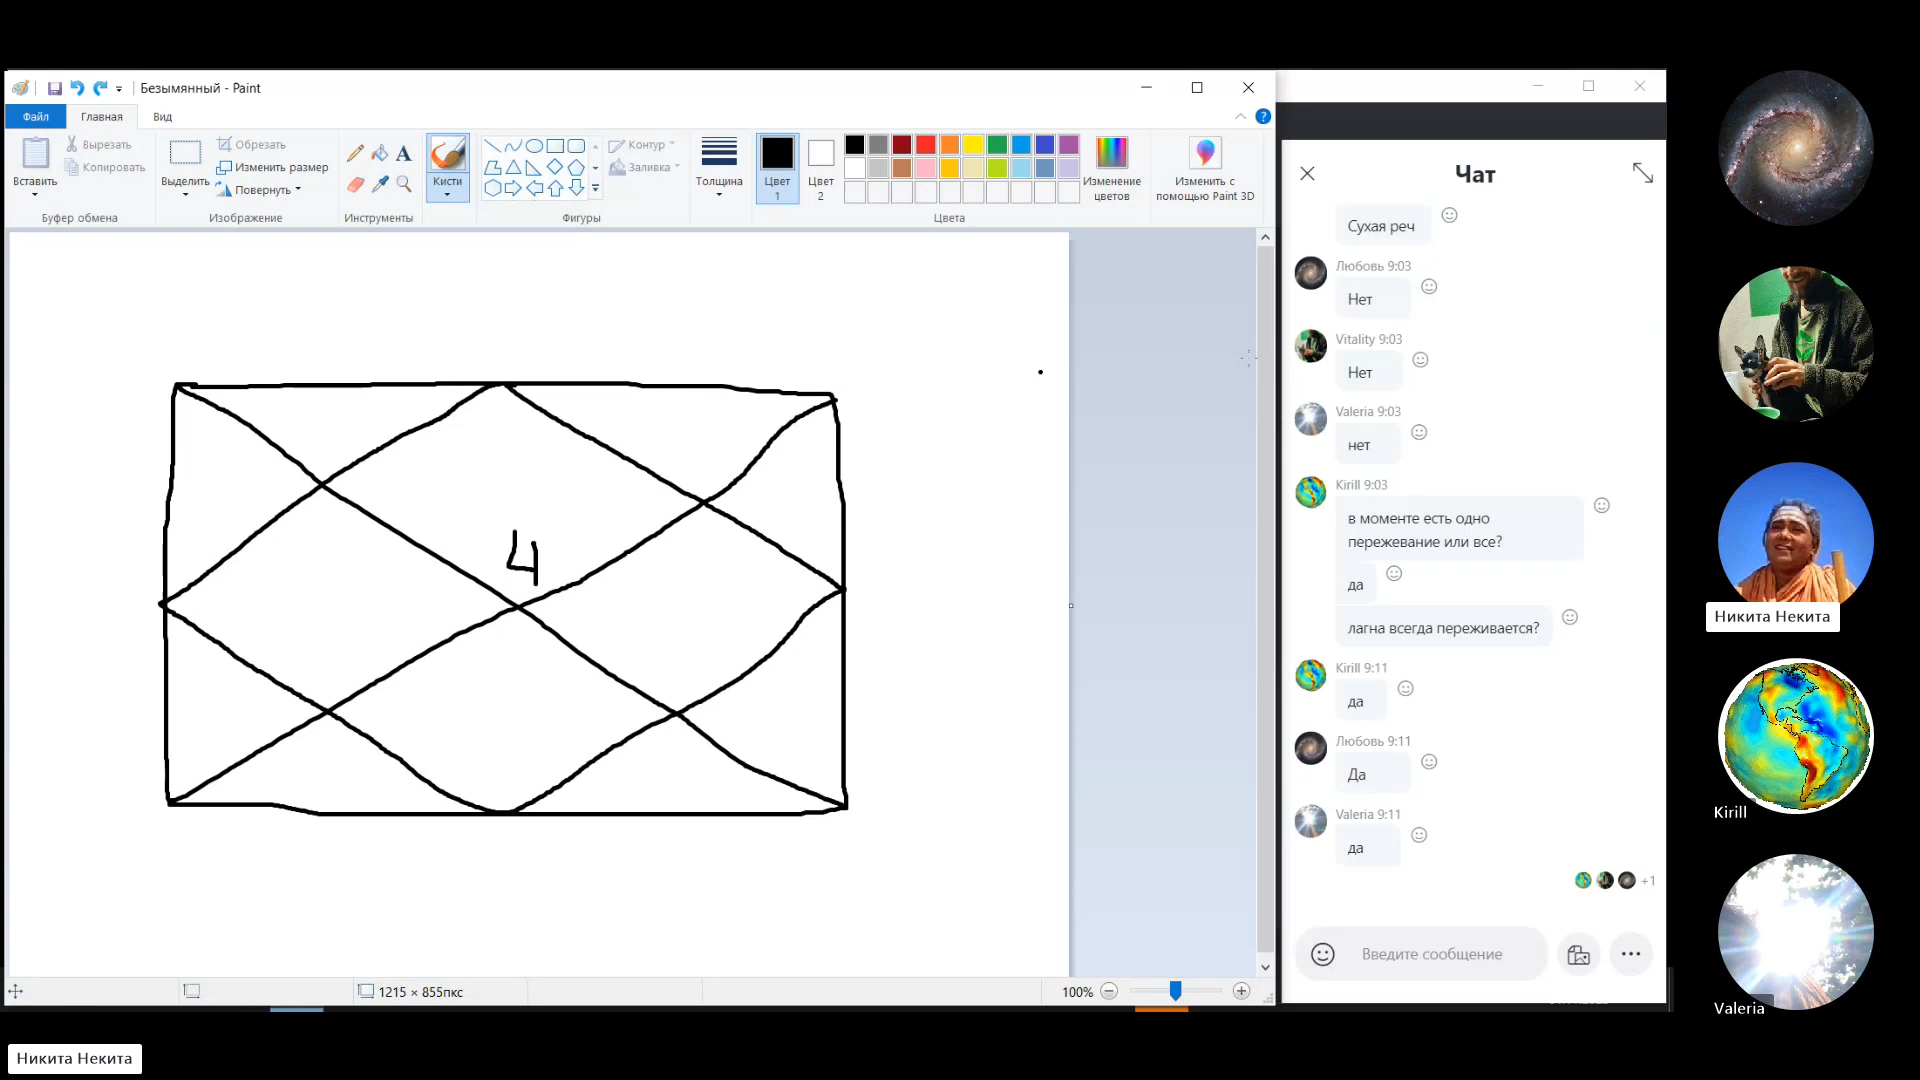 Безымянный - Paint
Файл
Главная
Вид
Вставить
Вырезать
Копировать
Буфер обмена
Выделить
Обрезать
Изменить размер
Повернуть
Изображение
Инструменты
Кисти
Контур
Заливка
Фигуры
Толщина
Цвет
1
Цвет
2
Изменение
цветов
Цвета
Изменить с
помощью Paint 3D
4
1215 × 855пкс
100%
Чат
Сухая реч
Любовь 9:03
Нет
Vitality 9:03
Нет
Valeria 9:03
нет
Kirill 9:03
в моменте есть одно
пережевание или все?
да
лагна всегда переживается?
Kirill 9:11
да
Любовь 9:11
Да
Valeria 9:11
да
+1
Введите сообщение
Никита Некита
Kirill
Valeria
Никита Некита